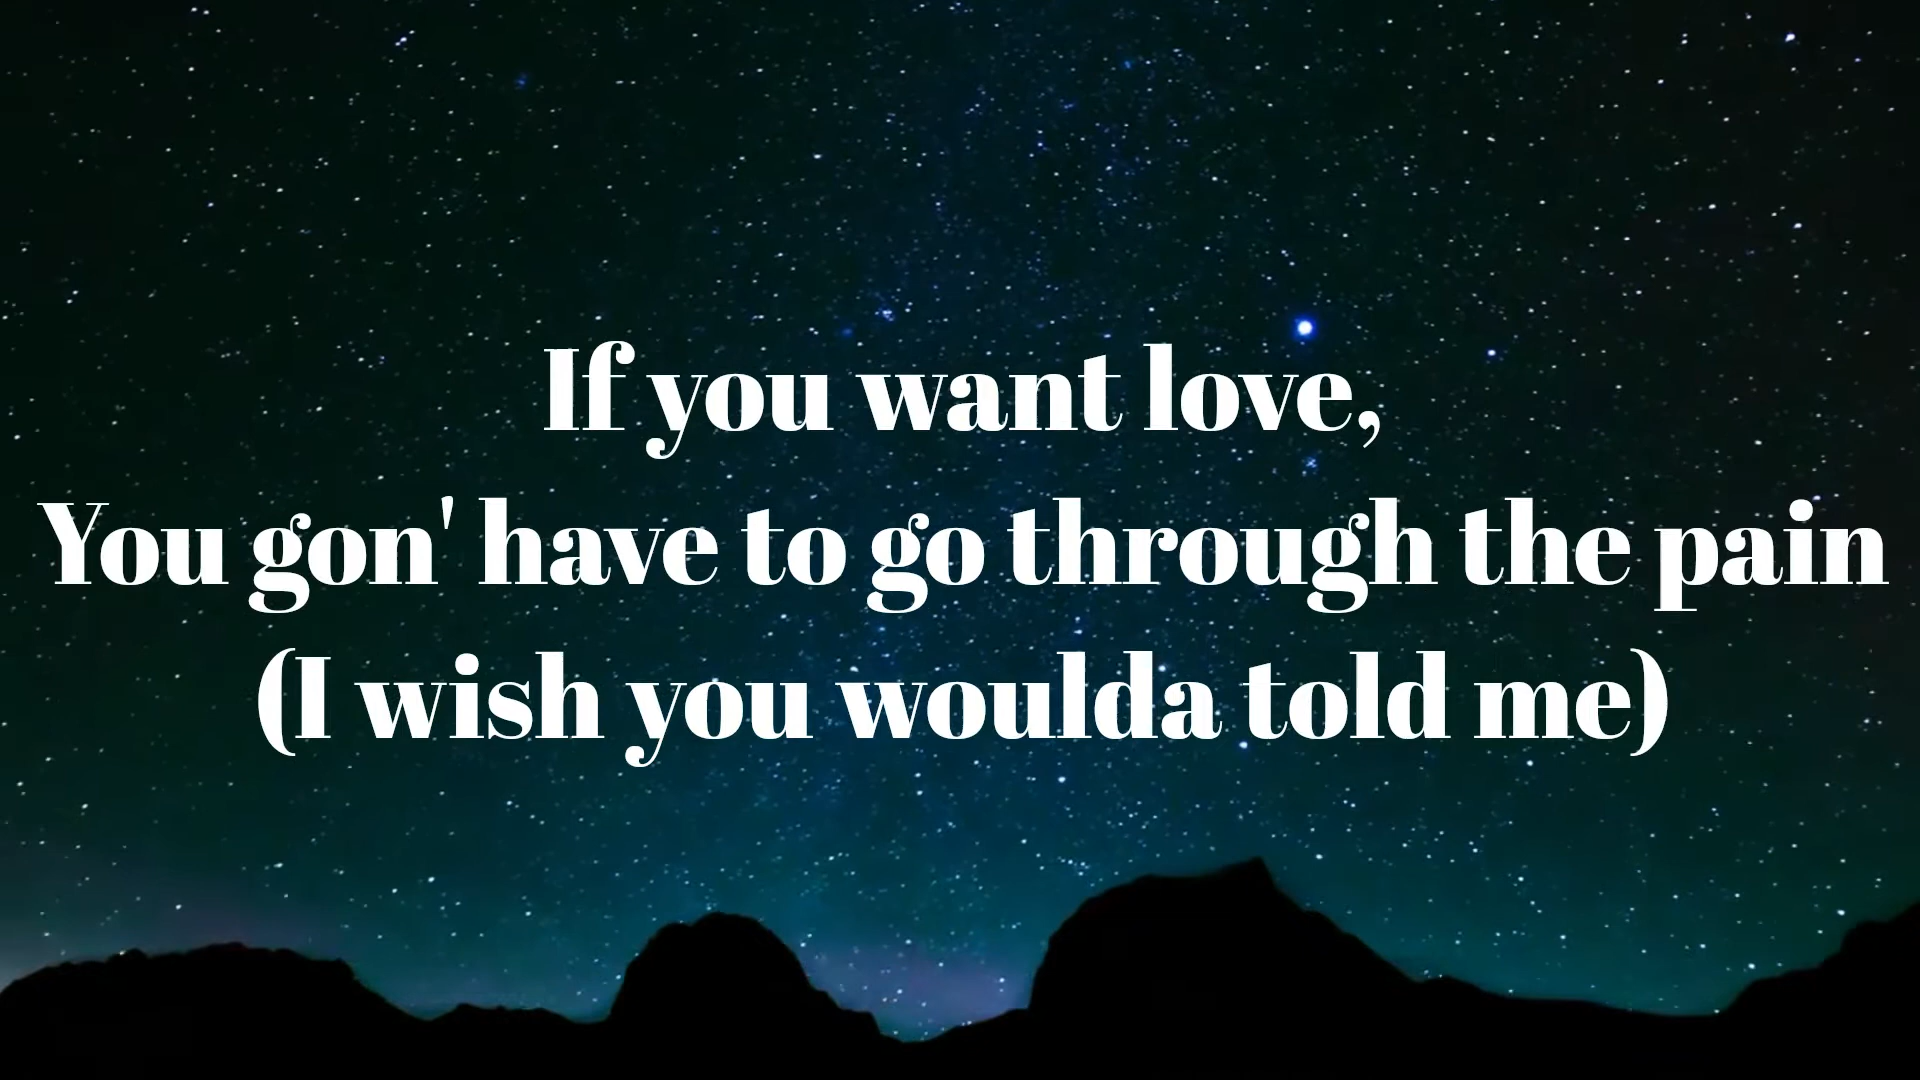 If you want love,
You gon' have to go through the pain
(I wish you woulda told me)